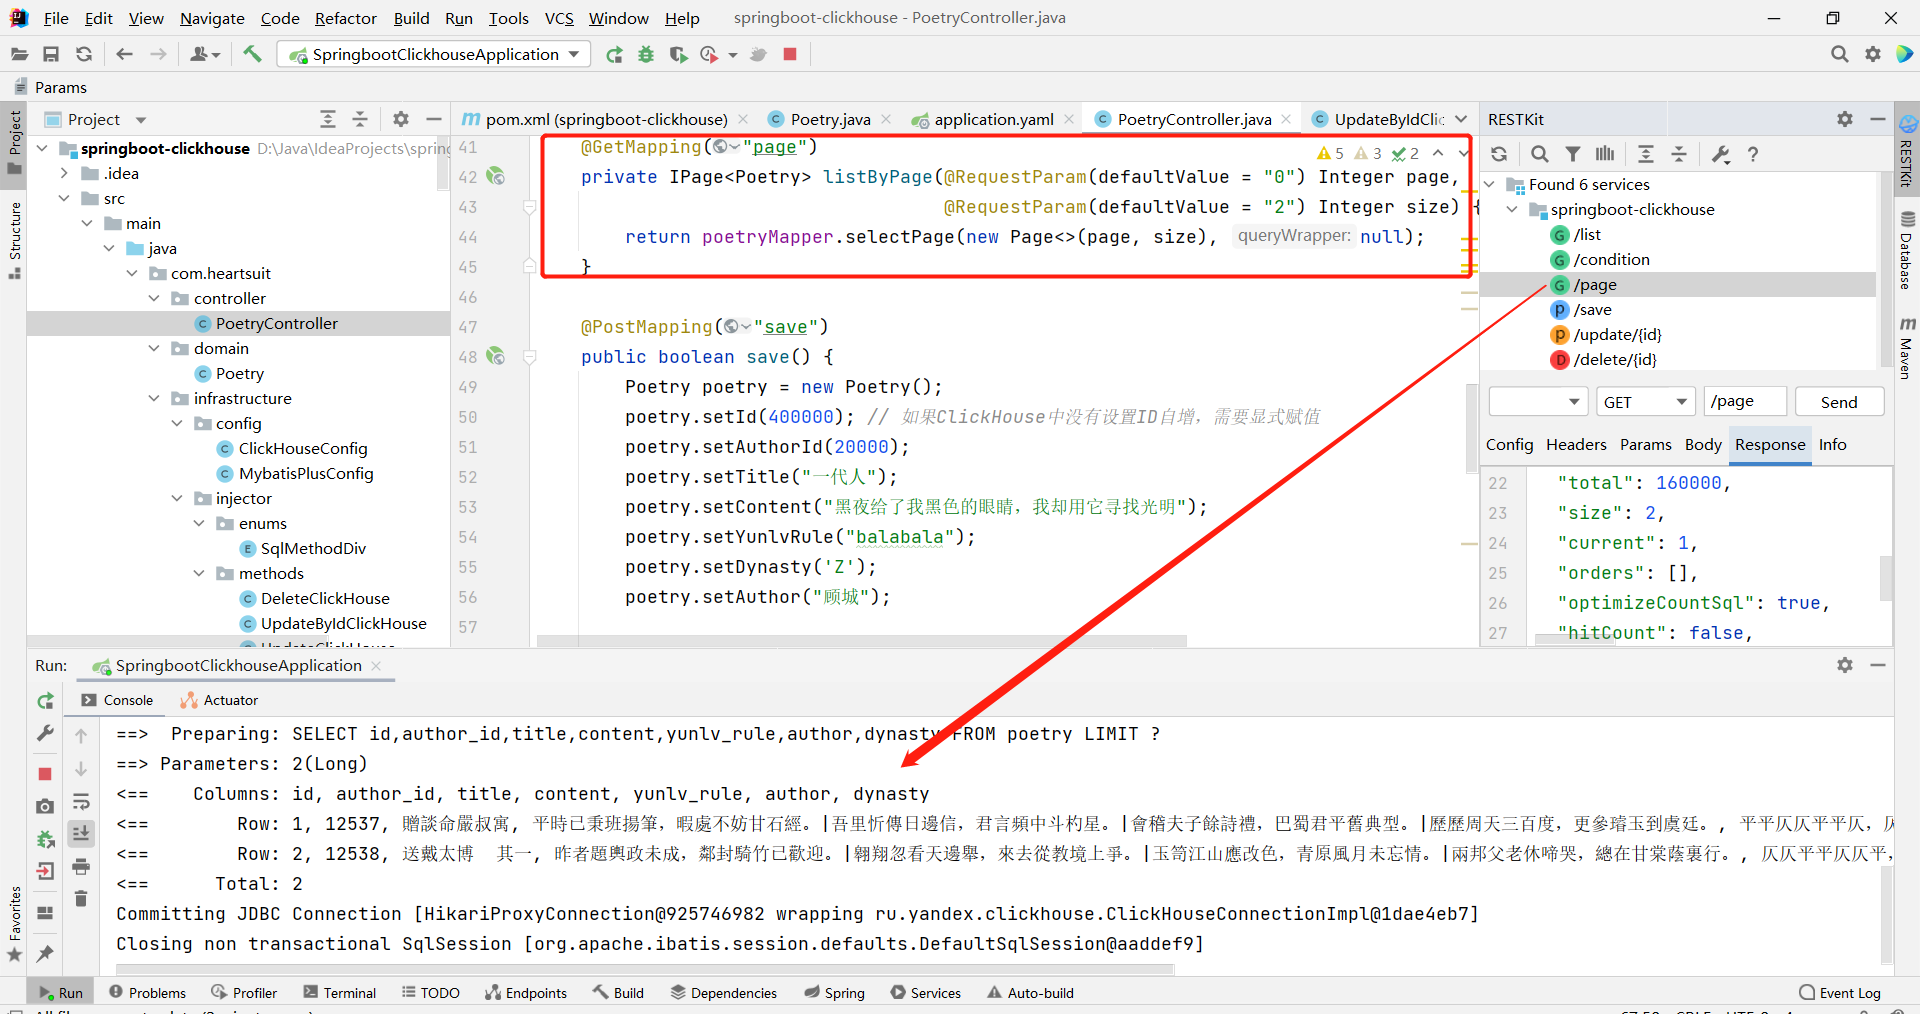 File Edit View Navigate Code Refactor Build Run Tools VCS Window Help springboot-clickhouse - PoetryController.java
SpringbootClickhouseApplication
Params
Project
springboot-clickhouse D:\Java\IdeaProjects\spring
.idea
src
main
java
com.heartsuit
controller
PoetryController
domain
Poetry
infrastructure
config
ClickHouseConfig
MybatisPlusConfig
injector
enums
SqlMethodDiv
methods
DeleteClickHouse
UpdateByIdClickHouse
UpdateClickHouse
Project
Structure
Favorites
pom.xml (springboot-clickhouse) Poetry.java application.yaml PoetryController.java UpdateByIdClic
5 3 2
41 @GetMapping("page")
42 private IPage<Poetry> listByPage(@RequestParam(defaultValue = "0") Integer page,
43 @RequestParam(defaultValue = "2") Integer size) {
44 return poetryMapper.selectPage(new Page<>(page, size), queryWrapper: null);
45 }
46
47 @PostMapping("save")
48 public boolean save() {
49 Poetry poetry = new Poetry();
50 poetry.setId(400000); // 如果ClickHouse中没有设置ID自增，需要显式赋值
51 poetry.setAuthorId(20000);
52 poetry.setTitle("一代人");
53 poetry.setContent("黑夜给了我黑色的眼睛，我却用它寻找光明");
54 poetry.setYunlvRule("balabala");
55 poetry.setDynasty('Z');
56 poetry.setAuthor("顾城");
57
RESTKit
Found 6 services
springboot-clickhouse
/list
/condition
/page
/save
/update/{id}
/delete/{id}
GET /page Send
Config Headers Params Body Response Info
22 "total": 160000,
23 "size": 2,
24 "current": 1,
25 "orders": [],
26 "optimizeCountSql": true,
27 "hitCount": false,
RESTKit
Database
Maven
Run: SpringbootClickhouseApplication
Console Actuator
==>  Preparing: SELECT id,author_id,title,content,yunlv_rule,author,dynasty FROM poetry LIMIT ?
==> Parameters: 2(Long)
<==    Columns: id, author_id, title, content, yunlv_rule, author, dynasty
<==        Row: 1, 12537, 贈談命嚴叔寓, 平時已秉班揚筆，暇處不妨甘石經。|吾里忻傳日邊信，君言頻中斗杓星。|會稽夫子餘詩禮，巴蜀君平舊典型。|歷歷周天三百度，更參璿玉到虞廷。, 平平仄仄平平仄，
<==        Row: 2, 12538, 送戴太博 其一, 昨者題輿政未成，鄰封騎竹已歡迎。|翱翔忽看天邊舉，來去從教境上爭。|玉笥江山應改色，青原風月未忘情。|兩邦父老休啼哭，總在甘棠蔭裏行。, 仄仄平平仄仄平，
<==      Total: 2
Committing JDBC Connection [HikariProxyConnection@925746982 wrapping ru.yandex.clickhouse.ClickHouseConnectionImpl@1dae4eb7]
Closing non transactional SqlSession [org.apache.ibatis.session.defaults.DefaultSqlSession@aaddef9]
Run Problems Profiler Terminal TODO Endpoints Build Dependencies Spring Services Auto-build Event Log